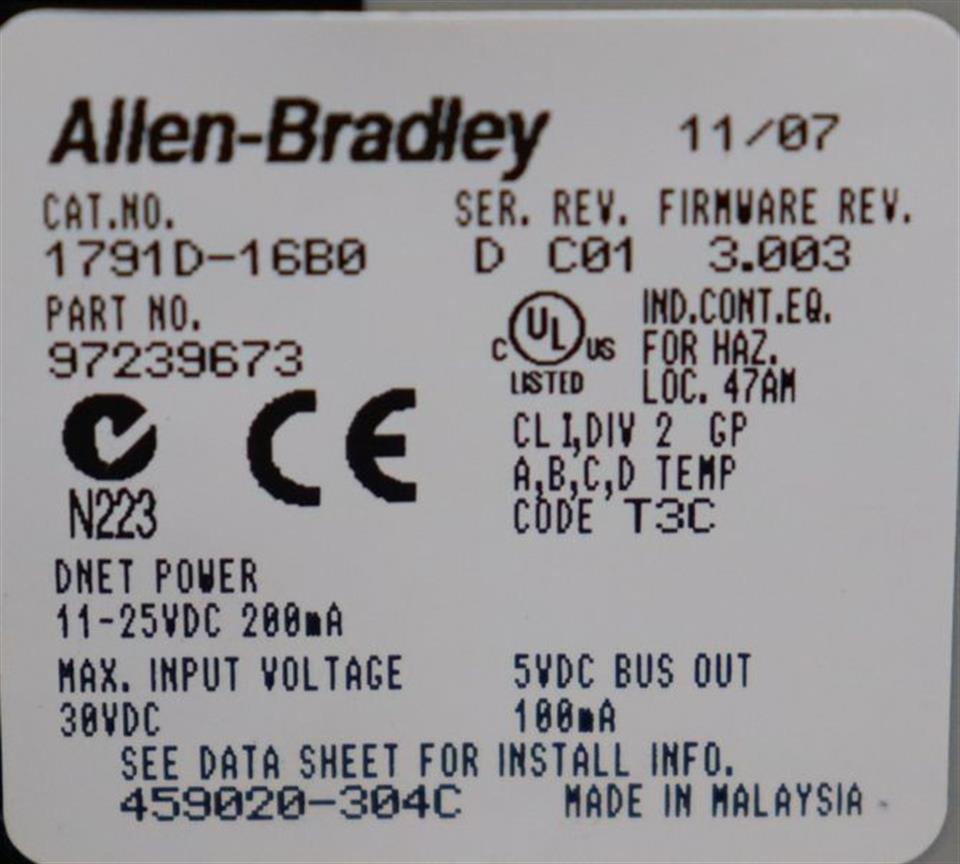 Allen-Bradley 11/07
CAT.NO. SER. REV. FIRMWARE REV.
1791D-16B0 D C01 3.003
PART NO.
97239673
C UL US LISTED
IND.CONT.EQ.
FOR HAZ.
LOC. 47AM
CL I,DIV 2 GP
A,B,C,D TEMP
CODE T3C
CE
N223
DNET POWER
11-25VDC 200mA
MAX. INPUT VOLTAGE 5VDC BUS OUT
30VDC 100mA
SEE DATA SHEET FOR INSTALL INFO.
459020-304C MADE IN MALAYSIA